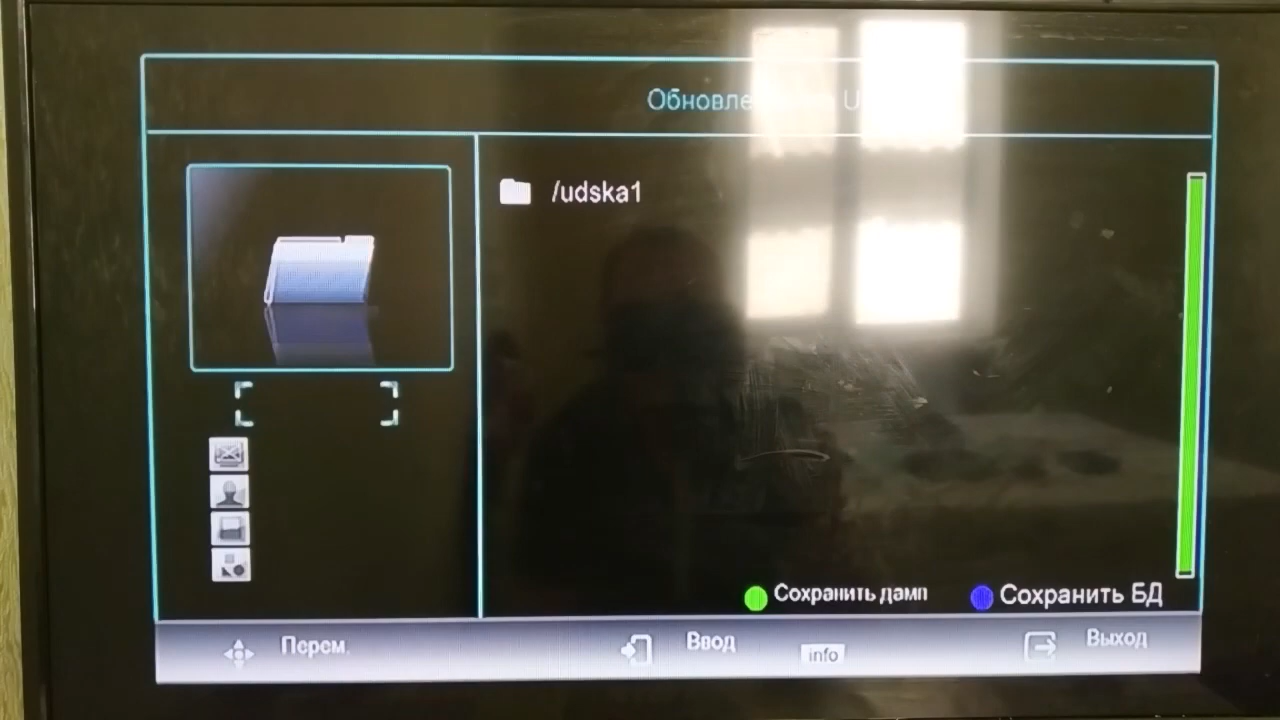 Обновле
/udska1
Сохранить дамп
Сохранить БД
Перем.
Ввод
info
Выход